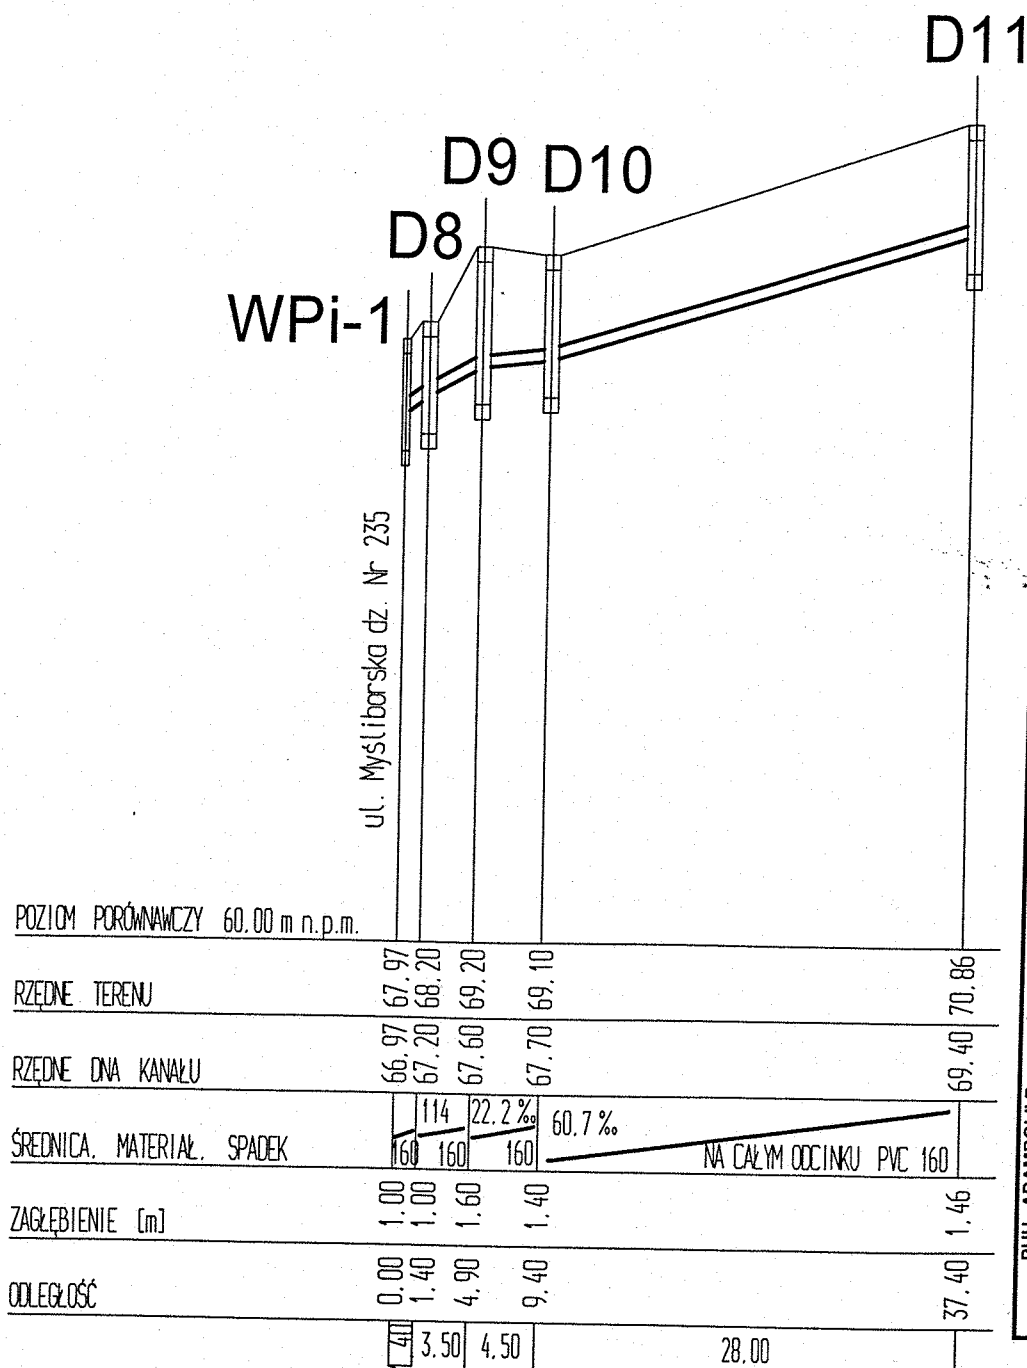 D11
D9 D10
D8
WPi-1
ul. Myśliborska dz. Nr 235
POZIOM PORÓWNAWCZY 60.00 m n.p.m.
RZĘDNE TERENU 67.97 68.20 69.20 69.10 70.86
RZĘDNE DNA KANAŁU 66.97 67.20 67.60 67.70 69.40
114 22.2 ‰ 60.7 ‰
ŚREDNICA. MATERIAŁ. SPADEK 160 160 160 NA CAŁYM ODCINKU PVC 160
ZAGŁĘBIENIE [m] 1.00 1.00 1.60 1.40 1.46
ODLEGŁOŚĆ 0.00 1.40 4.90 9.40 37.40
1.40 3.50 4.50 28.00